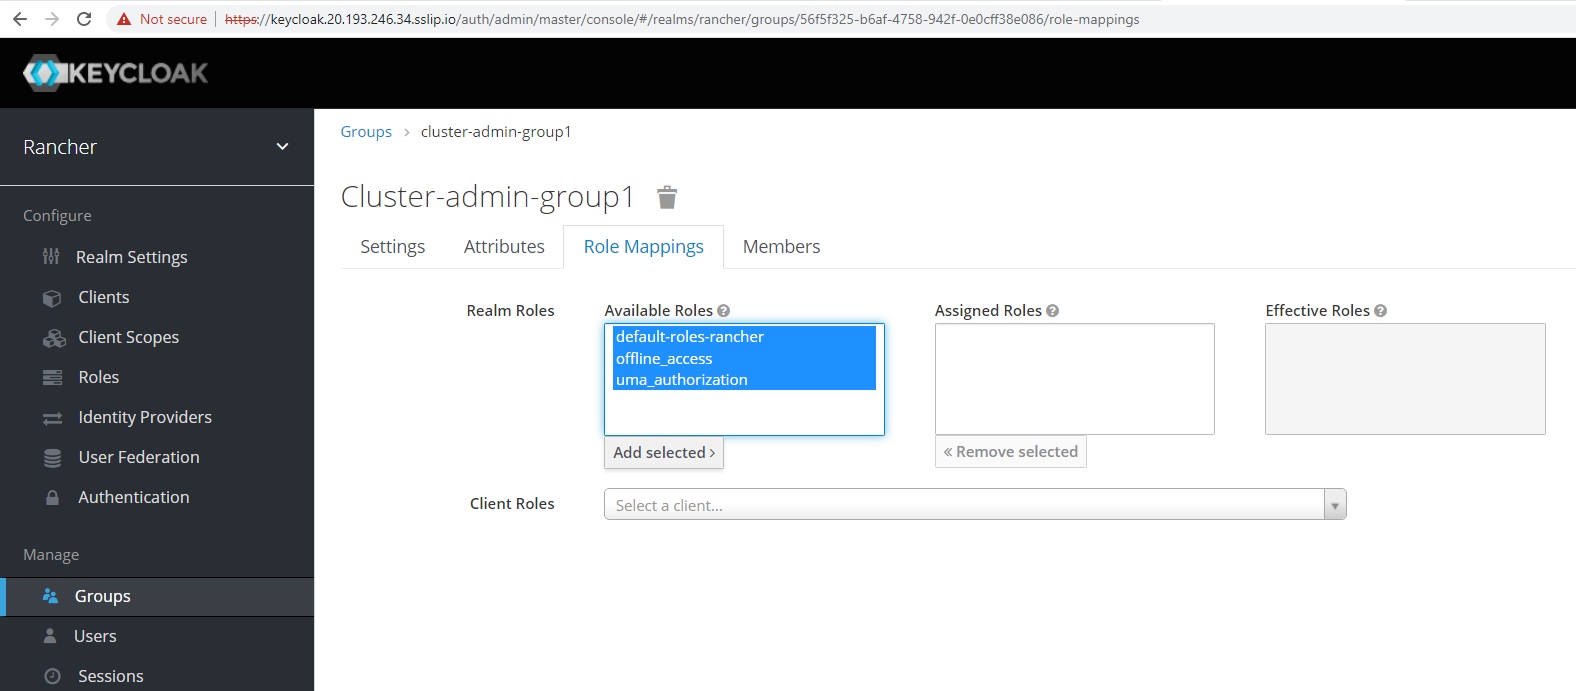 Not secure | https://keycloak.20.193.246.34.sslip.io/auth/admin/master/console/#/realms/rancher/groups/56f5f325-b6af-4758-942f-0e0cff38e086/role-mappings
KEYCLOAK
Rancher
Configure
Realm Settings
Clients
Client Scopes
Roles
Identity Providers
User Federation
Authentication
Manage
Groups
Users
Sessions
Groups > cluster-admin-group1
Cluster-admin-group1
Settings Attributes Role Mappings Members
Realm Roles
Available Roles
default-roles-rancher
offline_access
uma_authorization
Add selected >
Assigned Roles
« Remove selected
Effective Roles
Client Roles
Select a client...